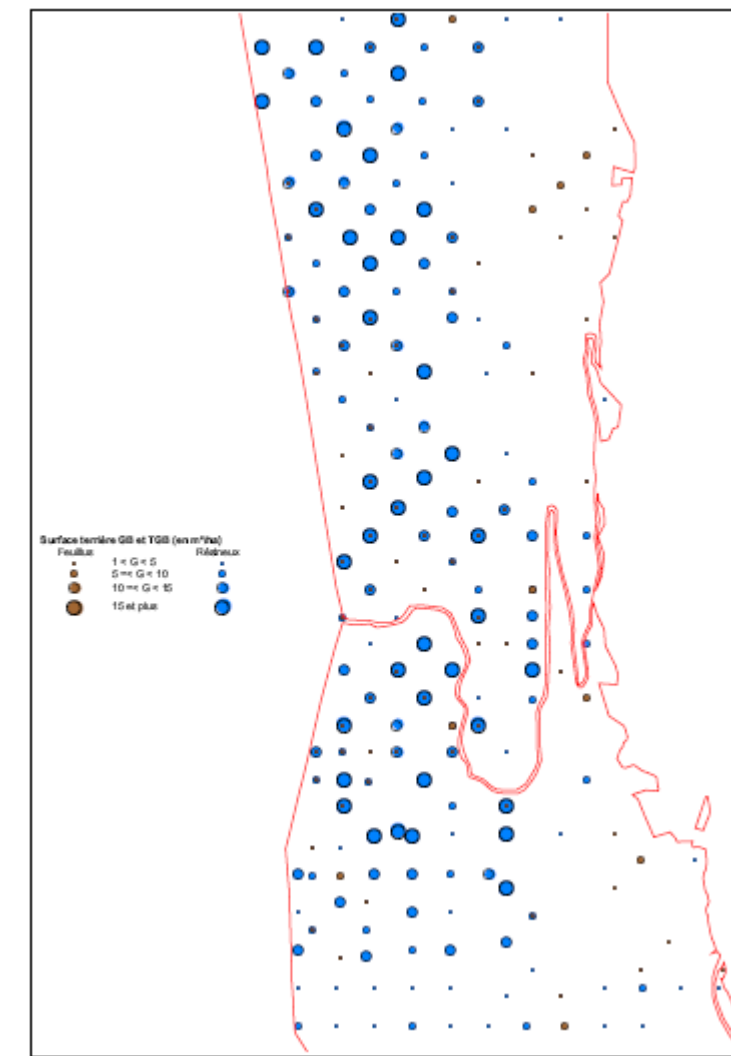 Surface terrière GB et TGB (en m²/ha)
Feuillus Résineux
1 < G < 5
5 =< G < 10
10 =< G < 15
15 et plus